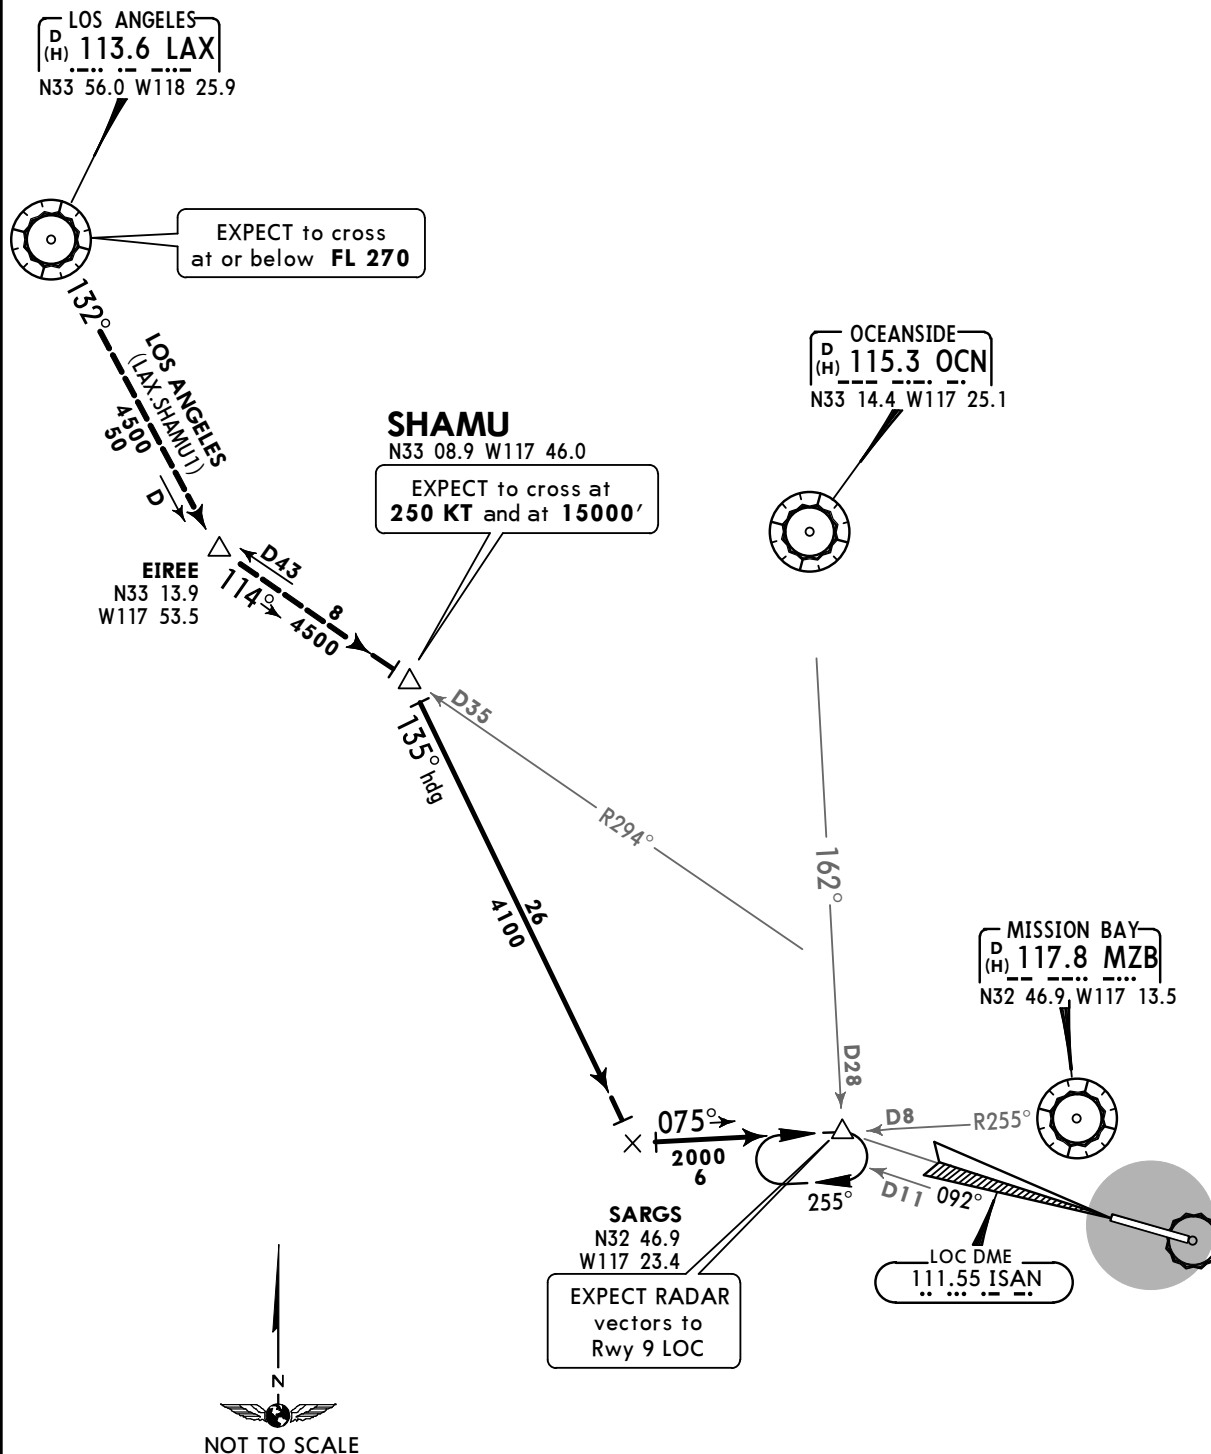 LOS ANGELES
D
(H) 113.6 LAX
N33 56.0 W118 25.9
EXPECT to cross
at or below FL 270
132°
LOS ANGELES
(LAX.SHAMU1)
4500
50
D
OCEANSIDE
D
(H) 115.3 OCN
N33 14.4 W117 25.1
SHAMU
N33 08.9 W117 46.0
EXPECT to cross at
250 KT and at 15000'
EIREE
N33 13.9
W117 53.5
D43
114°
8
4500
D35
135° hdg
R294°
162°
26
4100
MISSION BAY
D
(H) 117.8 MZB
N32 46.9 W117 13.5
D28
D8
R255°
075°
2000
6
255°
D11
092°
SARGS
N32 46.9
W117 23.4
EXPECT RADAR
vectors to
Rwy 9 LOC
LOC DME
111.55 ISAN
N
NOT TO SCALE